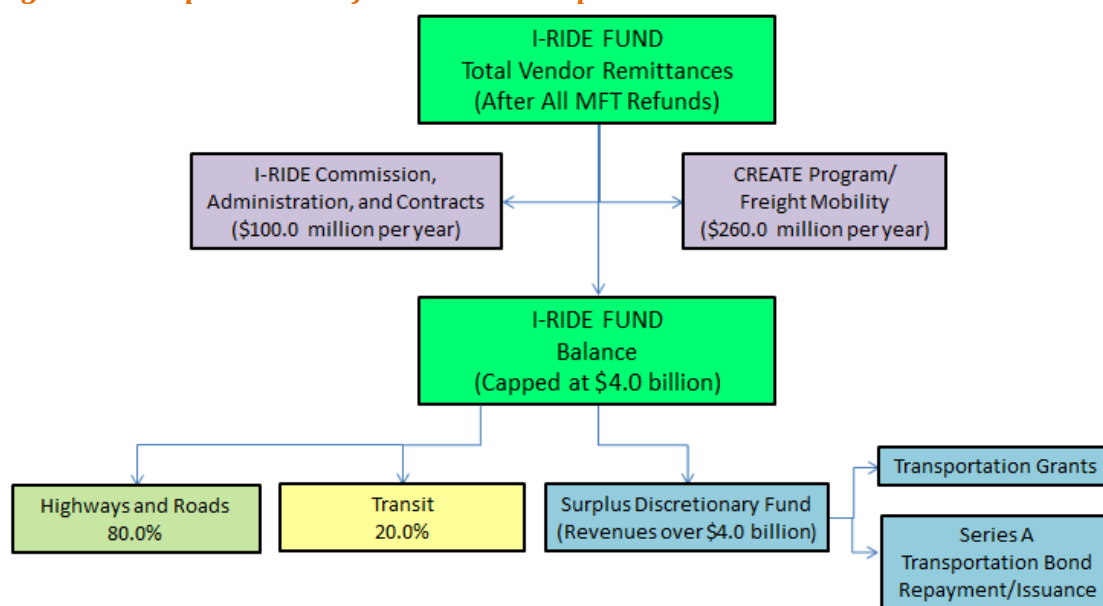 I-RIDE FUND
Total Vendor Remittances
(After All MFT Refunds)
I-RIDE Commission,
Administration, and Contracts
($100.0 million per year)
CREATE Program/
Freight Mobility
($260.0 million per year)
I-RIDE FUND
Balance
(Capped at $4.0 billion)
Highways and Roads
80.0%
Transit
20.0%
Surplus Discretionary Fund
(Revenues over $4.0 billion)
Transportation Grants
Series A
Transportation Bond
Repayment/Issuance